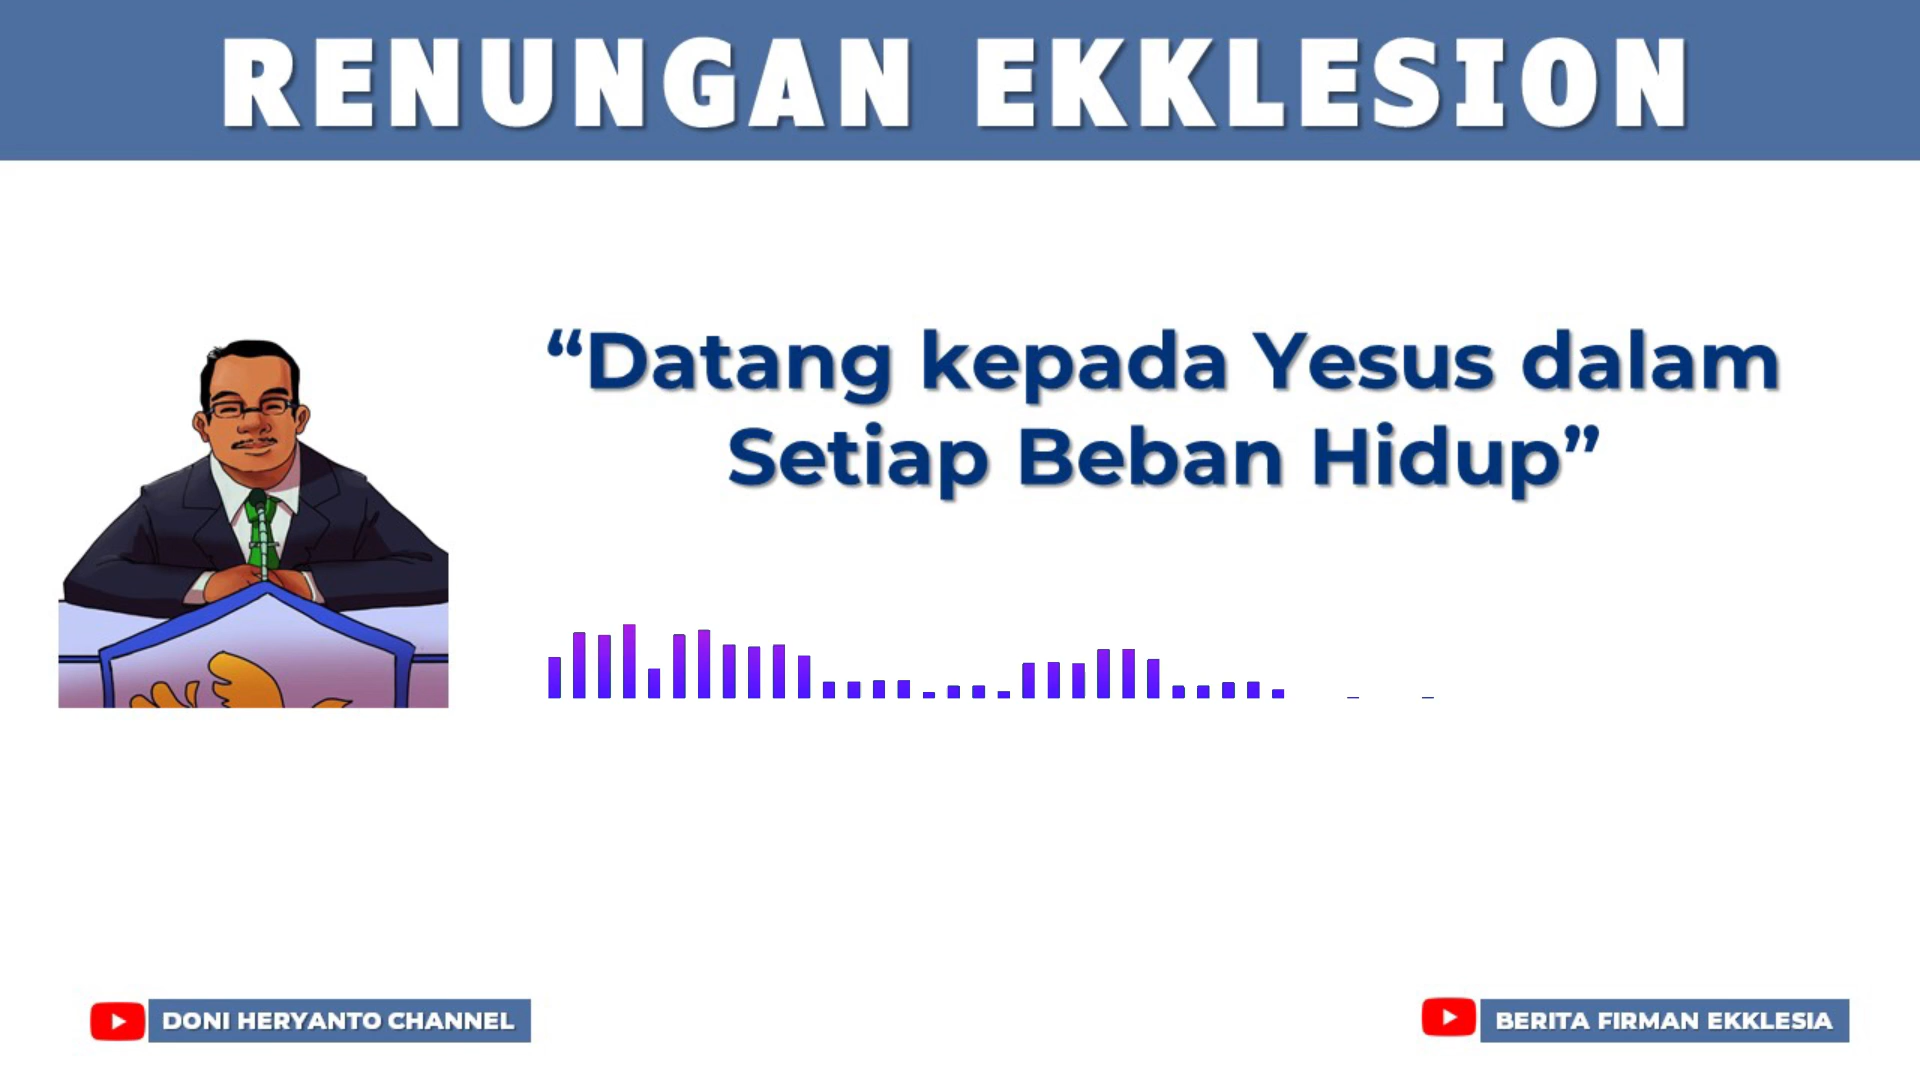 RENUNGAN EKKLESION
“Datang kepada Yesus dalam
Setiap Beban Hidup”
DONI HERYANTO CHANNEL
BERITA FIRMAN EKKLESIA